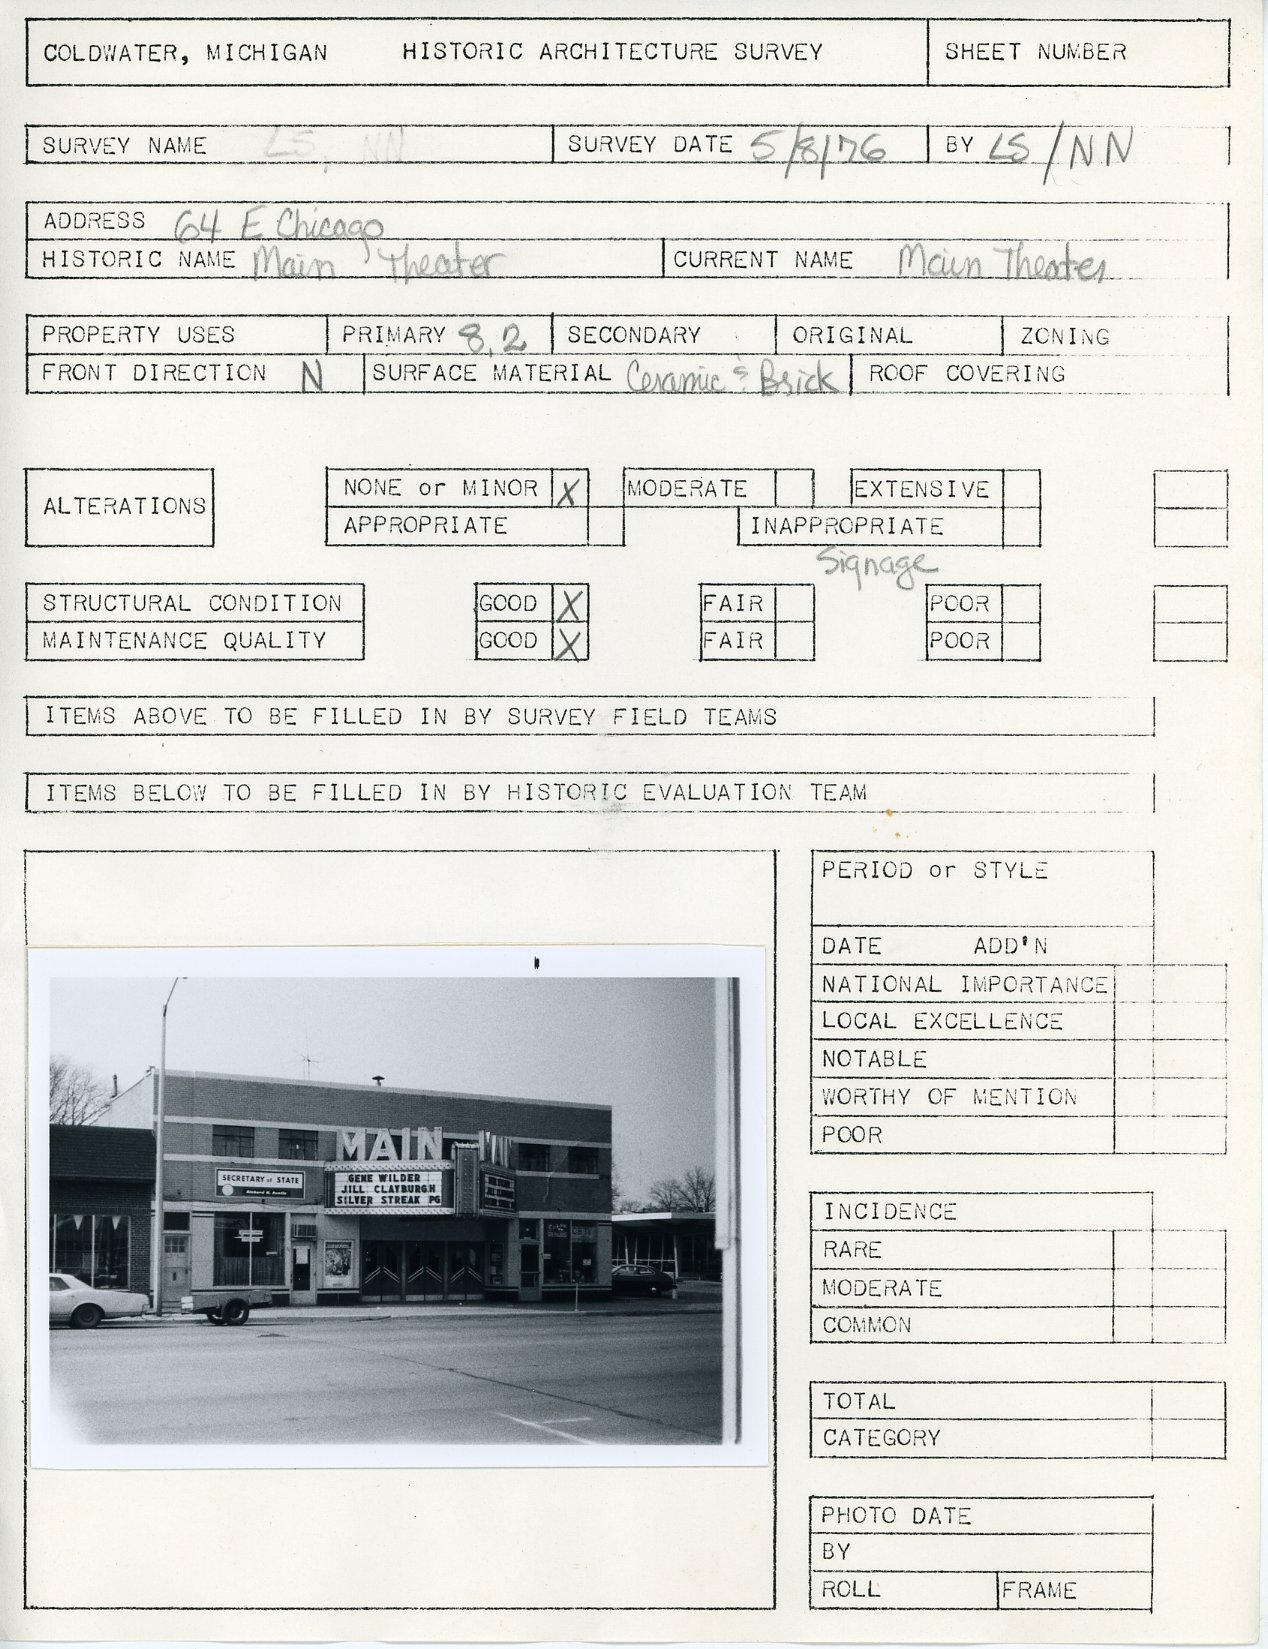 COLDWATER, MICHIGAN HISTORIC ARCHITECTURE SURVEY SHEET NUMBER
SURVEY NAME LS, NN SURVEY DATE 5/8/76 BY LS/NN
ADDRESS 64 E Chicago
HISTORIC NAME Main Theater CURRENT NAME Main Theater
PROPERTY USES PRIMARY 8,2 SECONDARY ORIGINAL ZONING
FRONT DIRECTION N SURFACE MATERIAL Ceramic & Brick ROOF COVERING
ALTERATIONS NONE or MINOR X MODERATE EXTENSIVE
APPROPRIATE INAPPROPRIATE
Signage
STRUCTURAL CONDITION GOOD X FAIR POOR
MAINTENANCE QUALITY GOOD X FAIR POOR
ITEMS ABOVE TO BE FILLED IN BY SURVEY FIELD TEAMS
ITEMS BELOW TO BE FILLED IN BY HISTORIC EVALUATION TEAM
MAIN
SECRETARY of STATE
Richard H. Austin
GENE WILDER
JILL CLAYBURGH
SILVER STREAK PG
PERIOD or STYLE
DATE ADD'N
NATIONAL IMPORTANCE
LOCAL EXCELLENCE
NOTABLE
WORTHY OF MENTION
POOR
INCIDENCE
RARE
MODERATE
COMMON
TOTAL
CATEGORY
PHOTO DATE
BY
ROLL FRAME